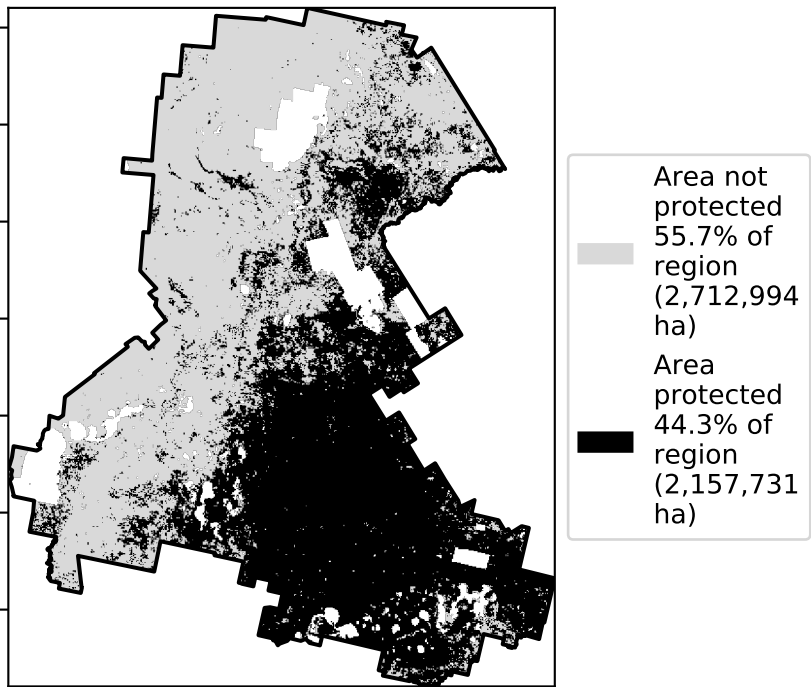 Area not
protected
55.7% of
region
(2,712,994
ha)
Area
protected
44.3% of
region
(2,157,731
ha)